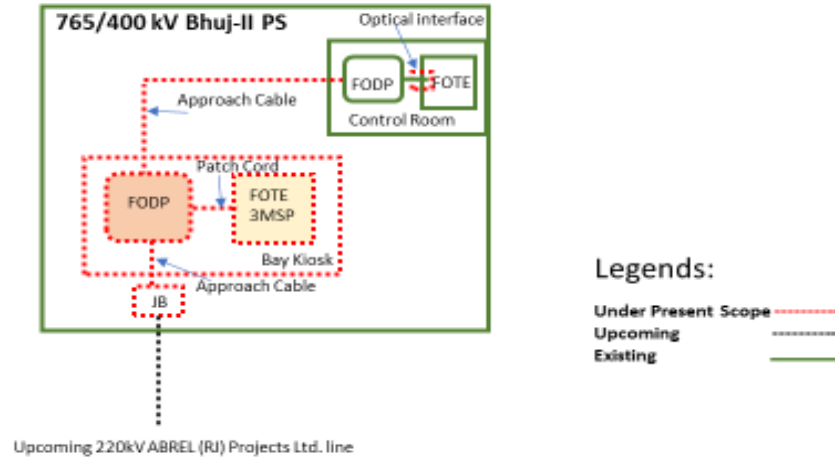 765/400 kV Bhuj-II PS
Optical interface
FODP
FOTE
Control Room
Approach Cable
Patch Cord
FODP
FOTE
3MSP
Bay Kiosk
Approach Cable
JB
Upcoming 220kV ABREL (RJ) Projects Ltd. line
Legends:
Under Present Scope
Upcoming
Existing